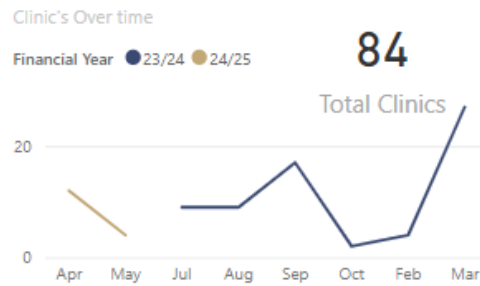 Clinic's Over time
Financial Year 23/24 24/25
84
Total Clinics
20
0
Apr May Jul Aug Sep Oct Feb Mar